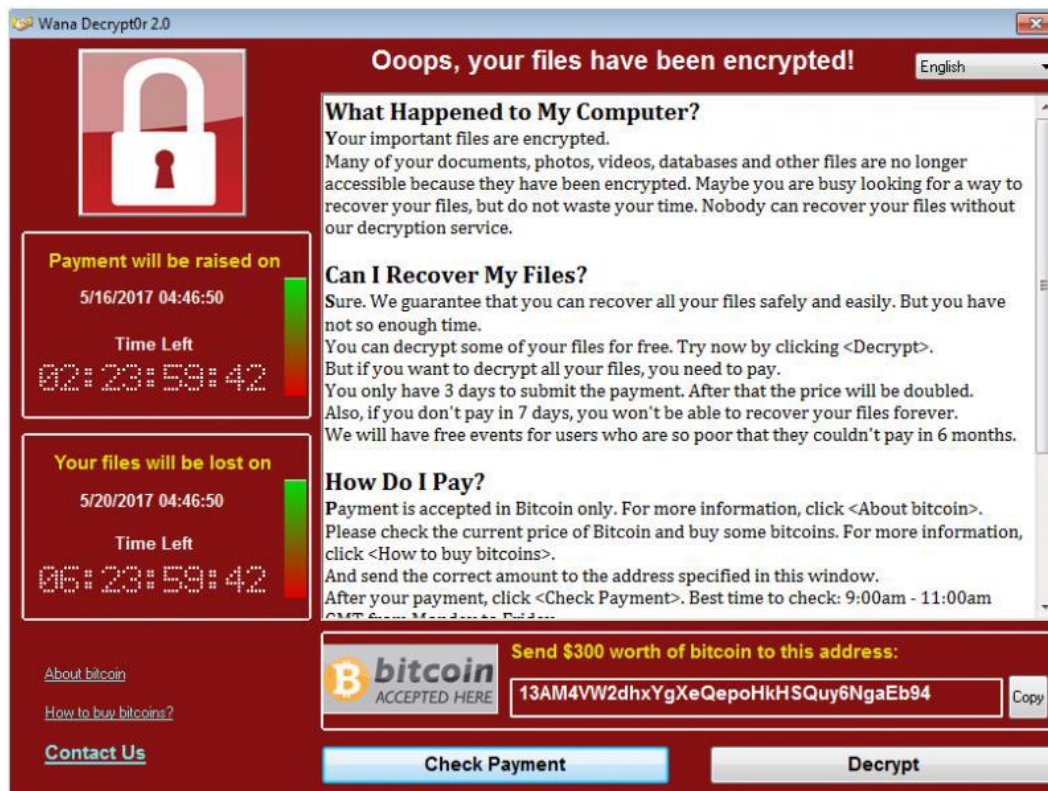 Wana Decrypt0r 2.0
Ooops, your files have been encrypted!
English
What Happened to My Computer?
Your important files are encrypted.
Many of your documents, photos, videos, databases and other files are no longer
accessible because they have been encrypted. Maybe you are busy looking for a way to
recover your files, but do not waste your time. Nobody can recover your files without
our decryption service.
Can I Recover My Files?
Sure. We guarantee that you can recover all your files safely and easily. But you have
not so enough time.
You can decrypt some of your files for free. Try now by clicking <Decrypt>.
But if you want to decrypt all your files, you need to pay.
You only have 3 days to submit the payment. After that the price will be doubled.
Also, if you don't pay in 7 days, you won't be able to recover your files forever.
We will have free events for users who are so poor that they couldn't pay in 6 months.
How Do I Pay?
Payment is accepted in Bitcoin only. For more information, click <About bitcoin>.
Please check the current price of Bitcoin and buy some bitcoins. For more information,
click <How to buy bitcoins>.
And send the correct amount to the address specified in this window.
After your payment, click <Check Payment>. Best time to check: 9:00am - 11:00am
GMT from Monday to Friday
Payment will be raised on
5/16/2017 04:46:50
Time Left
02:23:59:42
Your files will be lost on
5/20/2017 04:46:50
Time Left
06:23:59:42
About bitcoin
How to buy bitcoins?
Contact Us
bitcoin
ACCEPTED HERE
Send $300 worth of bitcoin to this address:
13AM4VW2dhxYgXeQepoHkHSQuy6NgaEb94
Copy
Check Payment
Decrypt